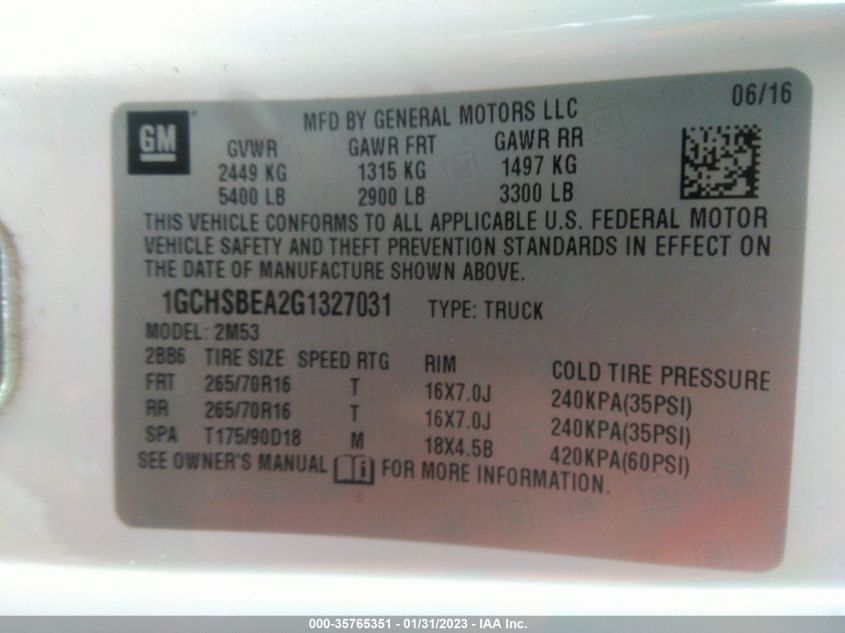 06/16
GM
MFD BY GENERAL MOTORS LLC
GVWR GAWR FRT GAWR RR
2449 KG 1315 KG 1497 KG
5400 LB 2900 LB 3300 LB
THIS VEHICLE CONFORMS TO ALL APPLICABLE U.S. FEDERAL MOTOR
VEHICLE SAFETY AND THEFT PREVENTION STANDARDS IN EFFECT ON
THE DATE OF MANUFACTURE SHOWN ABOVE.
1GCHSBEA2G1327031 TYPE: TRUCK
MODEL: 2M53
2BB6 TIRE SIZE SPEED RTG RIM COLD TIRE PRESSURE
FRT 265/70R16 T 16X7.0J 240KPA(35PSI)
RR 265/70R16 T 16X7.0J 240KPA(35PSI)
SPA T175/90D18 M 18X4.5B 420KPA(60PSI)
SEE OWNER'S MANUAL i FOR MORE INFORMATION.
000-35765351 - 01/31/2023 - IAA Inc.